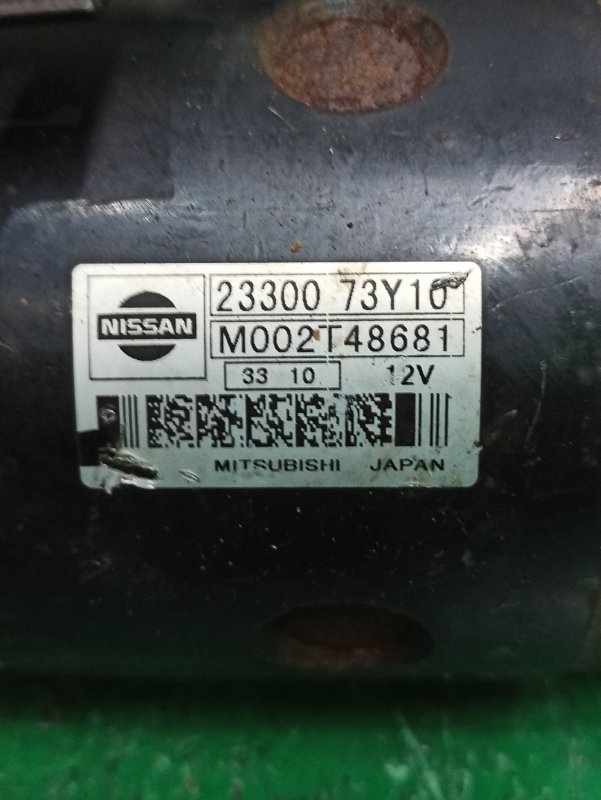 NISSAN
23300 73Y10
M002T48681
33 10 12V
MITSUBISHI JAPAN